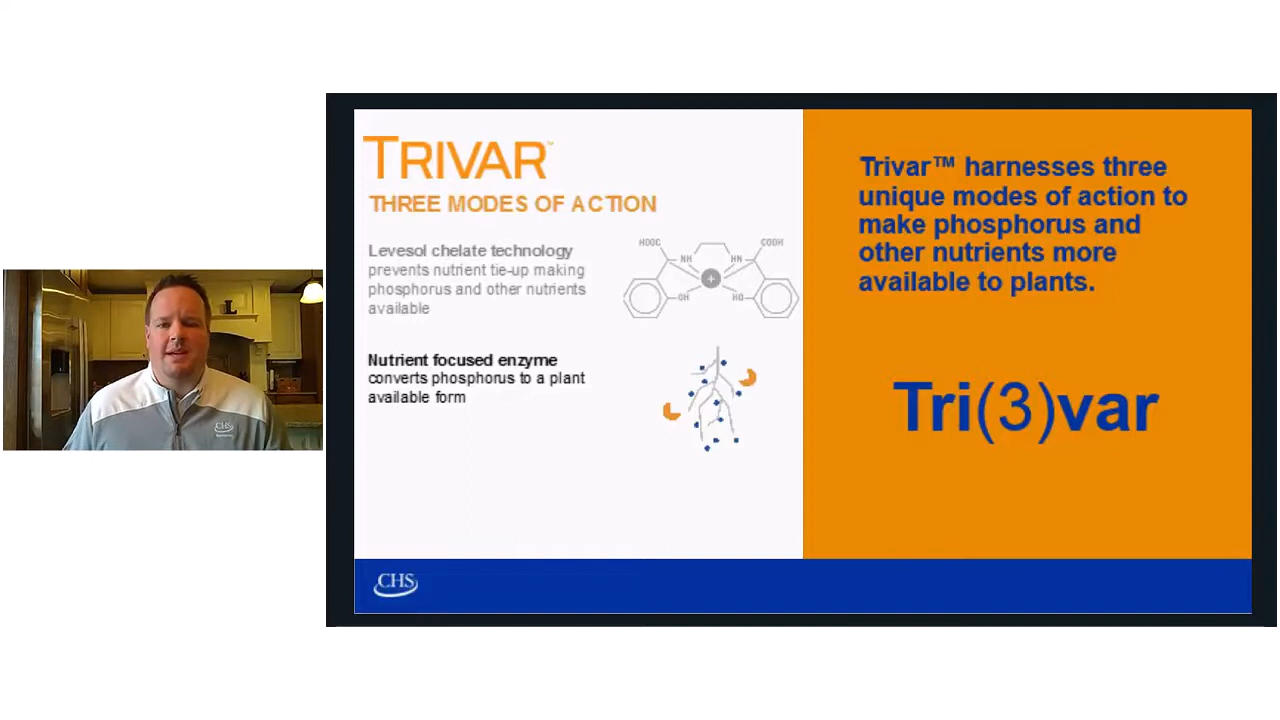 TRIVAR™
THREE MODES OF ACTION
Levesol chelate technology
prevents nutrient tie-up making
phosphorus and other nutrients
available
HOOC
COOH
NH
HN
+
OH
HO
Nutrient focused enzyme
converts phosphorus to a plant
available form
Trivar™ harnesses three
unique modes of action to
make phosphorus and
other nutrients more
available to plants.
Tri(3)var
CHS
CHS